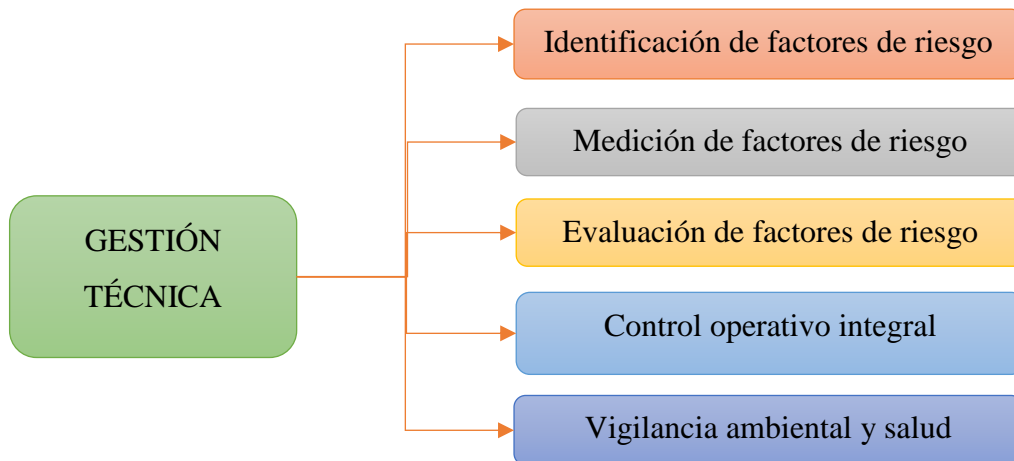 Identificación de factores de riesgo
Medición de factores de riesgo
GESTIÓN
TÉCNICA
Evaluación de factores de riesgo
Control operativo integral
Vigilancia ambiental y salud